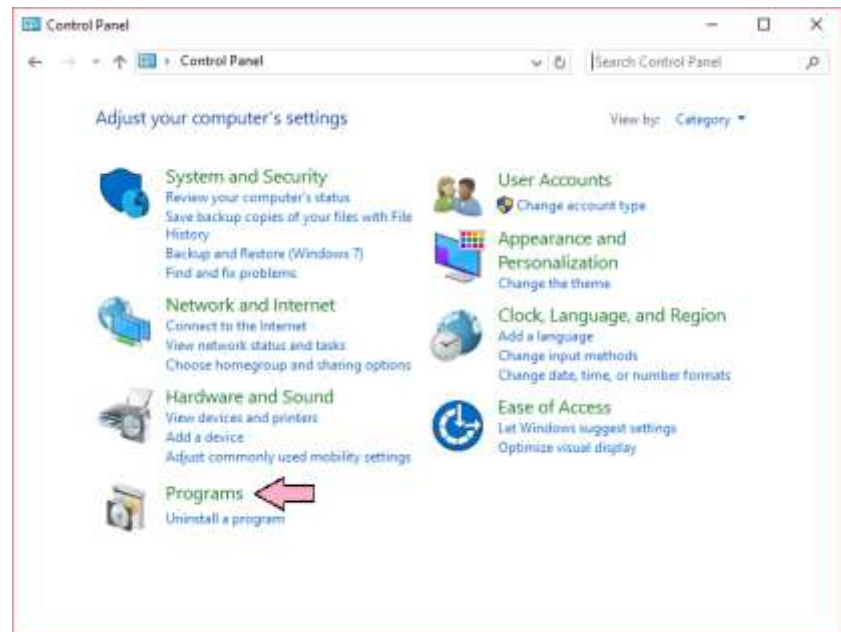 Control Panel
Control Panel
Search Control Panel
Adjust your computer's settings
View by: Category
System and Security
Review your computer's status
Save backup copies of your files with File
History
Backup and Restore (Windows 7)
Find and fix problems
Network and Internet
Connect to the Internet
View network status and tasks
Choose homegroup and sharing options
Hardware and Sound
View devices and printers
Add a device
Adjust commonly used mobility settings
Programs
Uninstall a program
User Accounts
Change account type
Appearance and
Personalization
Change the theme
Clock, Language, and Region
Add a language
Change input methods
Change date, time, or number formats
Ease of Access
Let Windows suggest settings
Optimize visual display